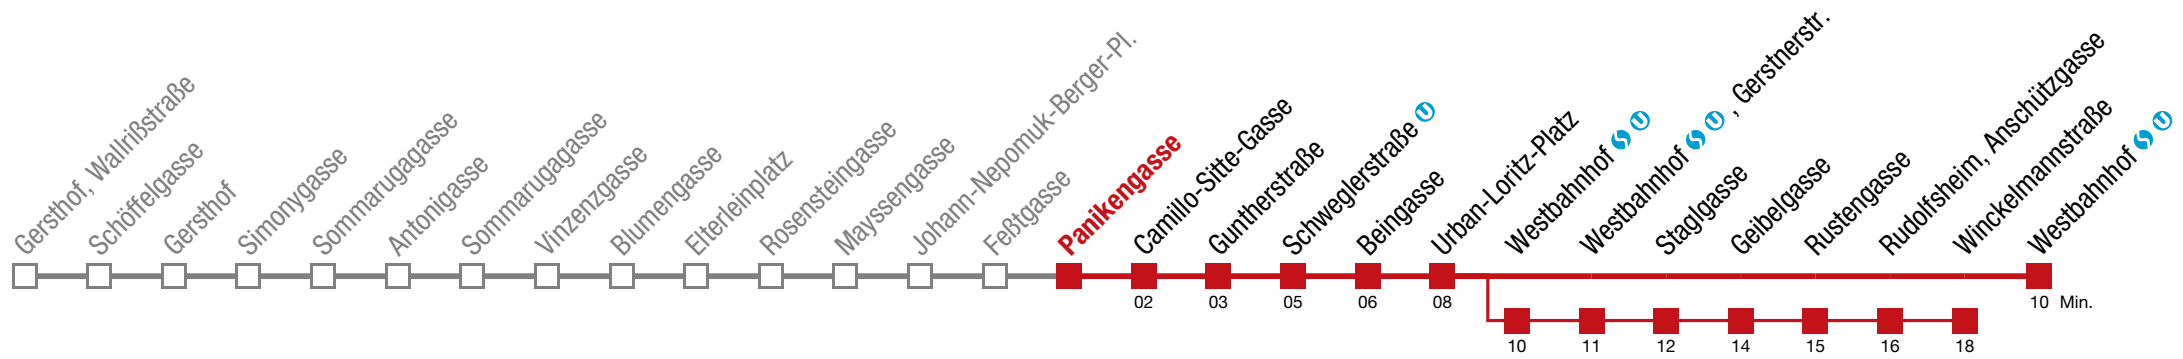 Gersthof, Wallrißstraße
Schöffelgasse
Gersthof
Simonygasse
Sommarugagasse
Antonigasse
Sommarugagasse
Vinzenzgasse
Blumengasse
Elterleinplatz
Rosensteingasse
Mayssengasse
Johann-Nepomuk-Berger-Pl.
Feßtgasse
Panikengasse
Camillo-Sitte-Gasse
Guntherstraße
Schweglerstraße U
Beingasse
Urban-Loritz-Platz
Westbahnhof S U
Westbahnhof S U , Gerstnerstr.
Staglgasse
Geibelgasse
Rustengasse
Rudolfsheim, Anschützgasse
Winckelmannstraße
Westbahnhof S U
02 03 05 06 08 10 Min.
10 11 12 14 15 16 18